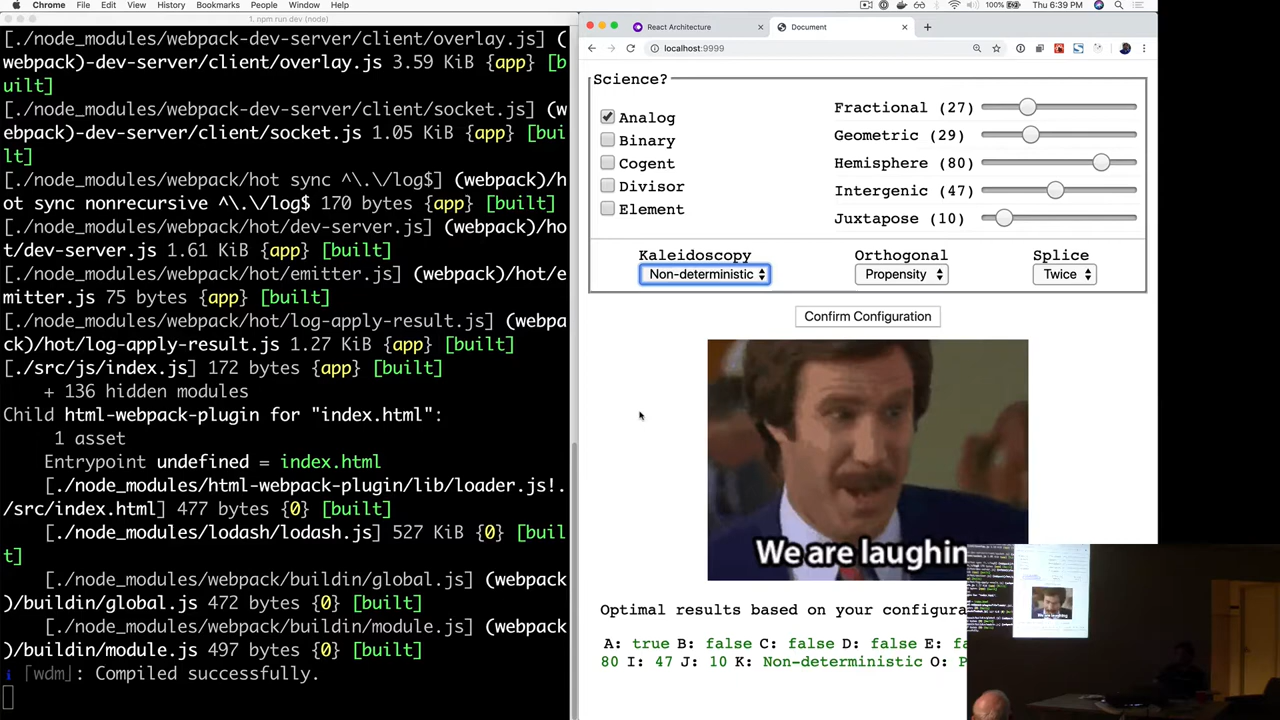 Chrome File Edit View History Bookmarks People Window Help 100% Thu 6:39 PM
1. npm run dev (node)
[./node_modules/webpack-dev-server/client/overlay.js] (
webpack)-dev-server/client/overlay.js 3.59 KiB {app} [b
uilt]
[./node_modules/webpack-dev-server/client/socket.js] (w
ebpack)-dev-server/client/socket.js 1.05 KiB {app} [bui
lt]
[./node_modules/webpack/hot sync ^\.\/log$] (webpack)/h
ot sync nonrecursive ^\.\/log$ 170 bytes {app} [built]
[./node_modules/webpack/hot/dev-server.js] (webpack)/ho
t/dev-server.js 1.61 KiB {app} [built]
[./node_modules/webpack/hot/emitter.js] (webpack)/hot/e
mitter.js 75 bytes {app} [built]
[./node_modules/webpack/hot/log-apply-result.js] (webpa
ck)/hot/log-apply-result.js 1.27 KiB {app} [built]
[./src/js/index.js] 172 bytes {app} [built]
+ 136 hidden modules
Child html-webpack-plugin for "index.html":
1 asset
Entrypoint undefined = index.html
[./node_modules/html-webpack-plugin/lib/loader.js!.
/src/index.html] 477 bytes {0} [built]
[./node_modules/lodash/lodash.js] 527 KiB {0} [buil
t]
[./node_modules/webpack/buildin/global.js] (webpack
)/buildin/global.js 472 bytes {0} [built]
[./node_modules/webpack/buildin/module.js] (webpack
)/buildin/module.js 497 bytes {0} [built]
i ｢wdm｣: Compiled successfully.
React Architecture
Document
localhost:9999
Science?
Analog
Binary
Cogent
Divisor
Element
Fractional (27)
Geometric (29)
Hemisphere (80)
Intergenic (47)
Juxtapose (10)
Kaleidoscopy Orthogonal Splice
Non-deterministic Propensity Twice
Confirm Configuration
We are laughin
Optimal results based on your configura
A: true B: false C: false D: false E: fa
80 I: 47 J: 10 K: Non-deterministic O: P